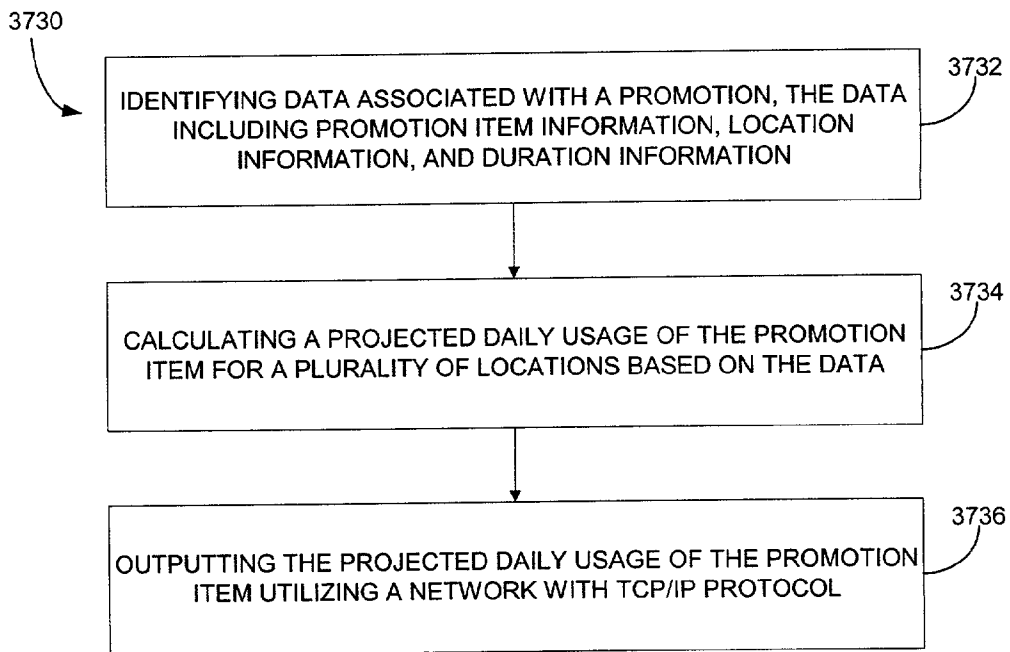 3730
3732
IDENTIFYING DATA ASSOCIATED WITH A PROMOTION, THE DATA
INCLUDING PROMOTION ITEM INFORMATION, LOCATION
INFORMATION, AND DURATION INFORMATION
3734
CALCULATING A PROJECTED DAILY USAGE OF THE PROMOTION
ITEM FOR A PLURALITY OF LOCATIONS BASED ON THE DATA
3736
OUTPUTTING THE PROJECTED DAILY USAGE OF THE PROMOTION
ITEM UTILIZING A NETWORK WITH TCP/IP PROTOCOL